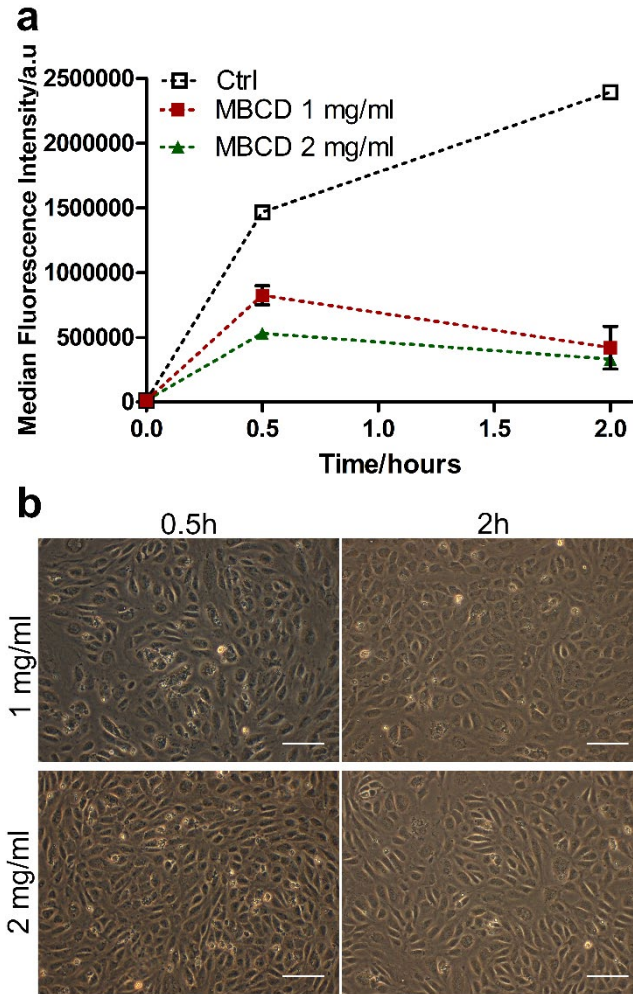 a
Median Fluorescence Intensity/a.u
2500000
2000000
1500000
1000000
500000
0
Ctrl
MBCD 1 mg/ml
MBCD 2 mg/ml
0.0 0.5 1.0 1.5 2.0
Time/hours
b
0.5h 2h
1 mg/ml
2 mg/ml